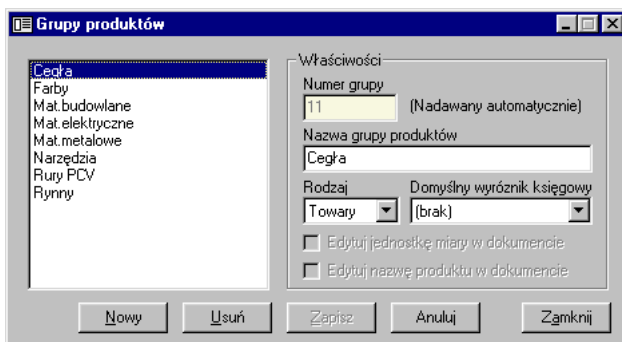 Grupy produktów
Cegła
Farby
Mat.budowlane
Mat.elektryczne
Mat.metalowe
Narzędzia
Rury PCV
Rynny
Właściwości
Numer grupy
11 (Nadawany automatycznie)
Nazwa grupy produktów
Cegła
Rodzaj Domyślny wyróżnik księgowy
Towary (brak)
Edytuj jednostkę miary w dokumencie
Edytuj nazwę produktu w dokumencie
Nowy Usuń Zapisz Anuluj Zamknij